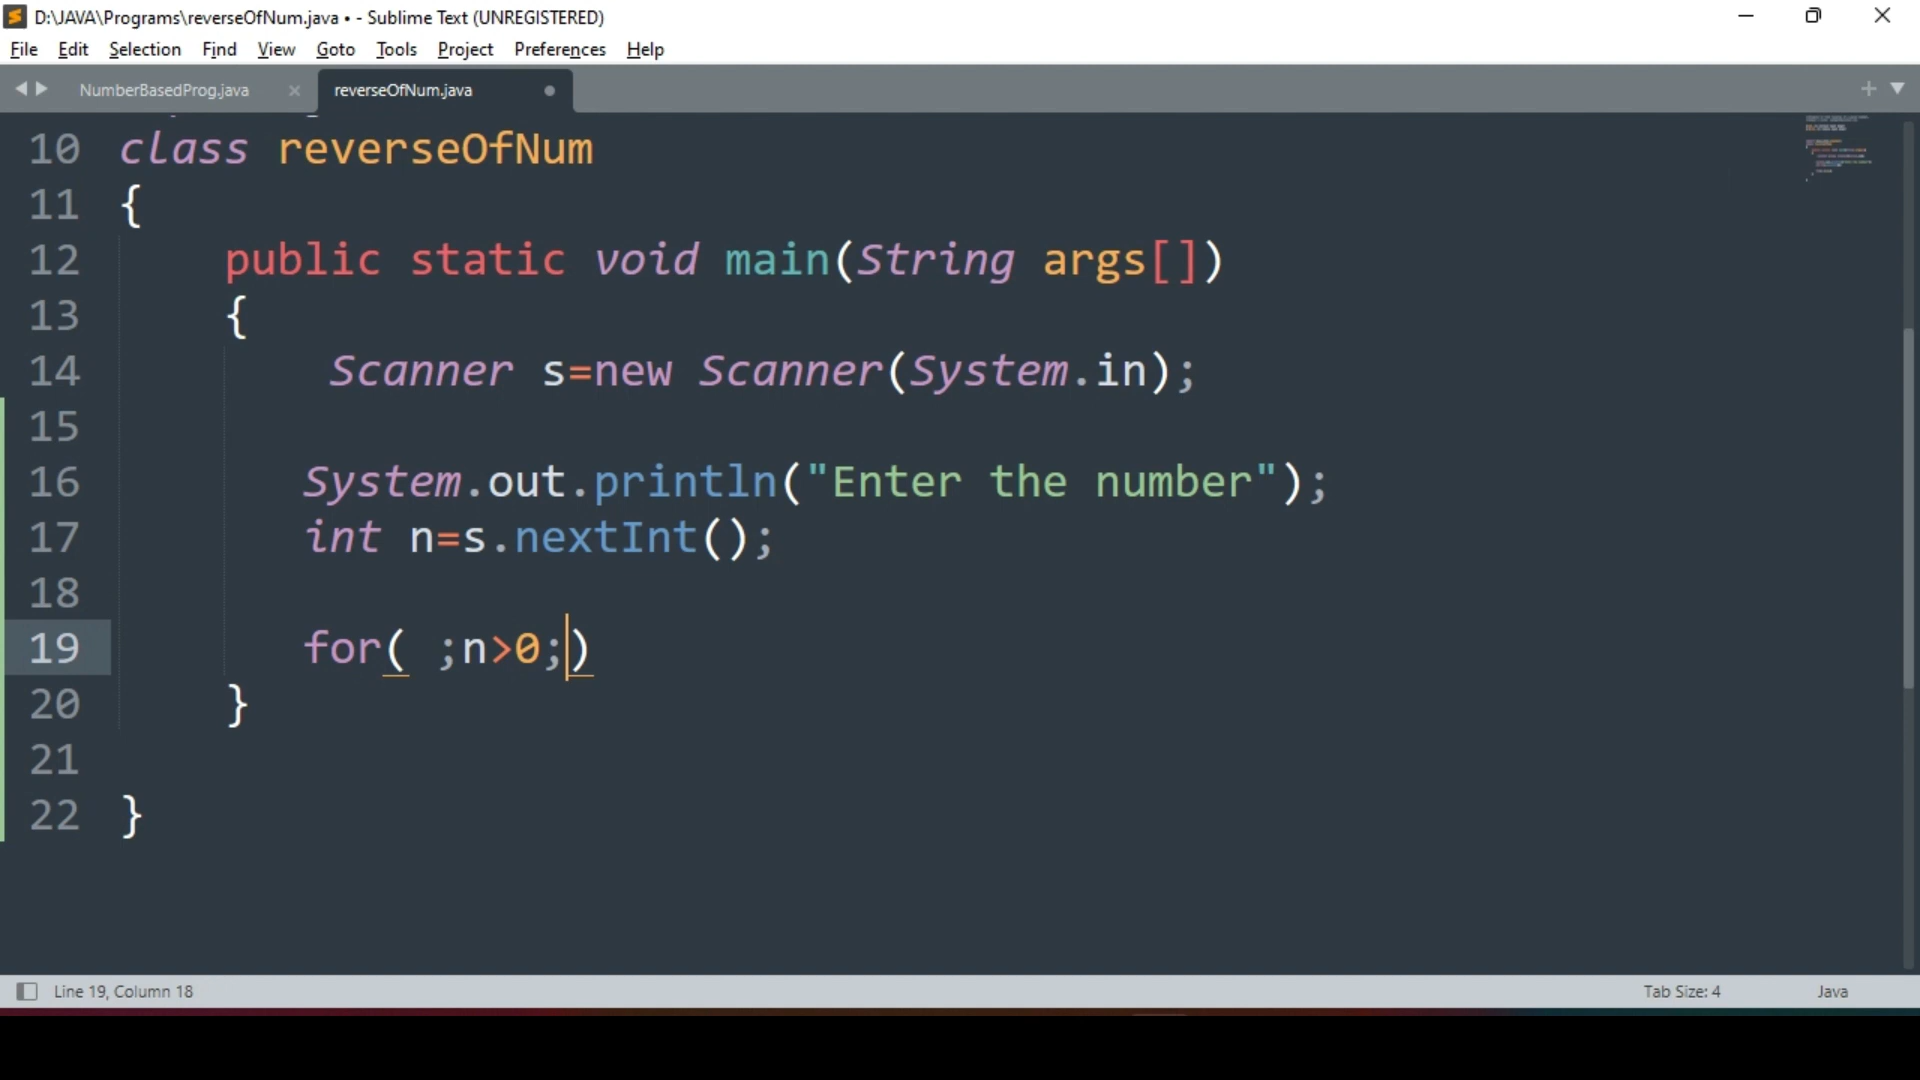 D:\JAVA\Programs\reverseOfNum.java • - Sublime Text (UNREGISTERED)
File Edit Selection Find View Goto Tools Project Preferences Help
NumberBasedProg.java reverseOfNum.java
10 class reverseOfNum
11 {
12 public static void main(String args[])
13 {
14 Scanner s=new Scanner(System.in);
15
16 System.out.println("Enter the number");
17 int n=s.nextInt();
18
19 for( ;n>0;)
20 }
21
22 }
Line 19, Column 18 Tab Size: 4 Java